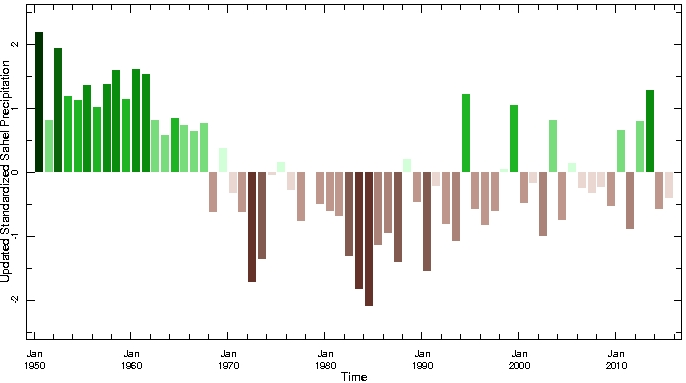 Updated Standardized Sahel Precipitation
2
1
0
-1
-2
Jan Jan Jan Jan Jan Jan Jan
1950 1960 1970 1980 1990 2000 2010
Time